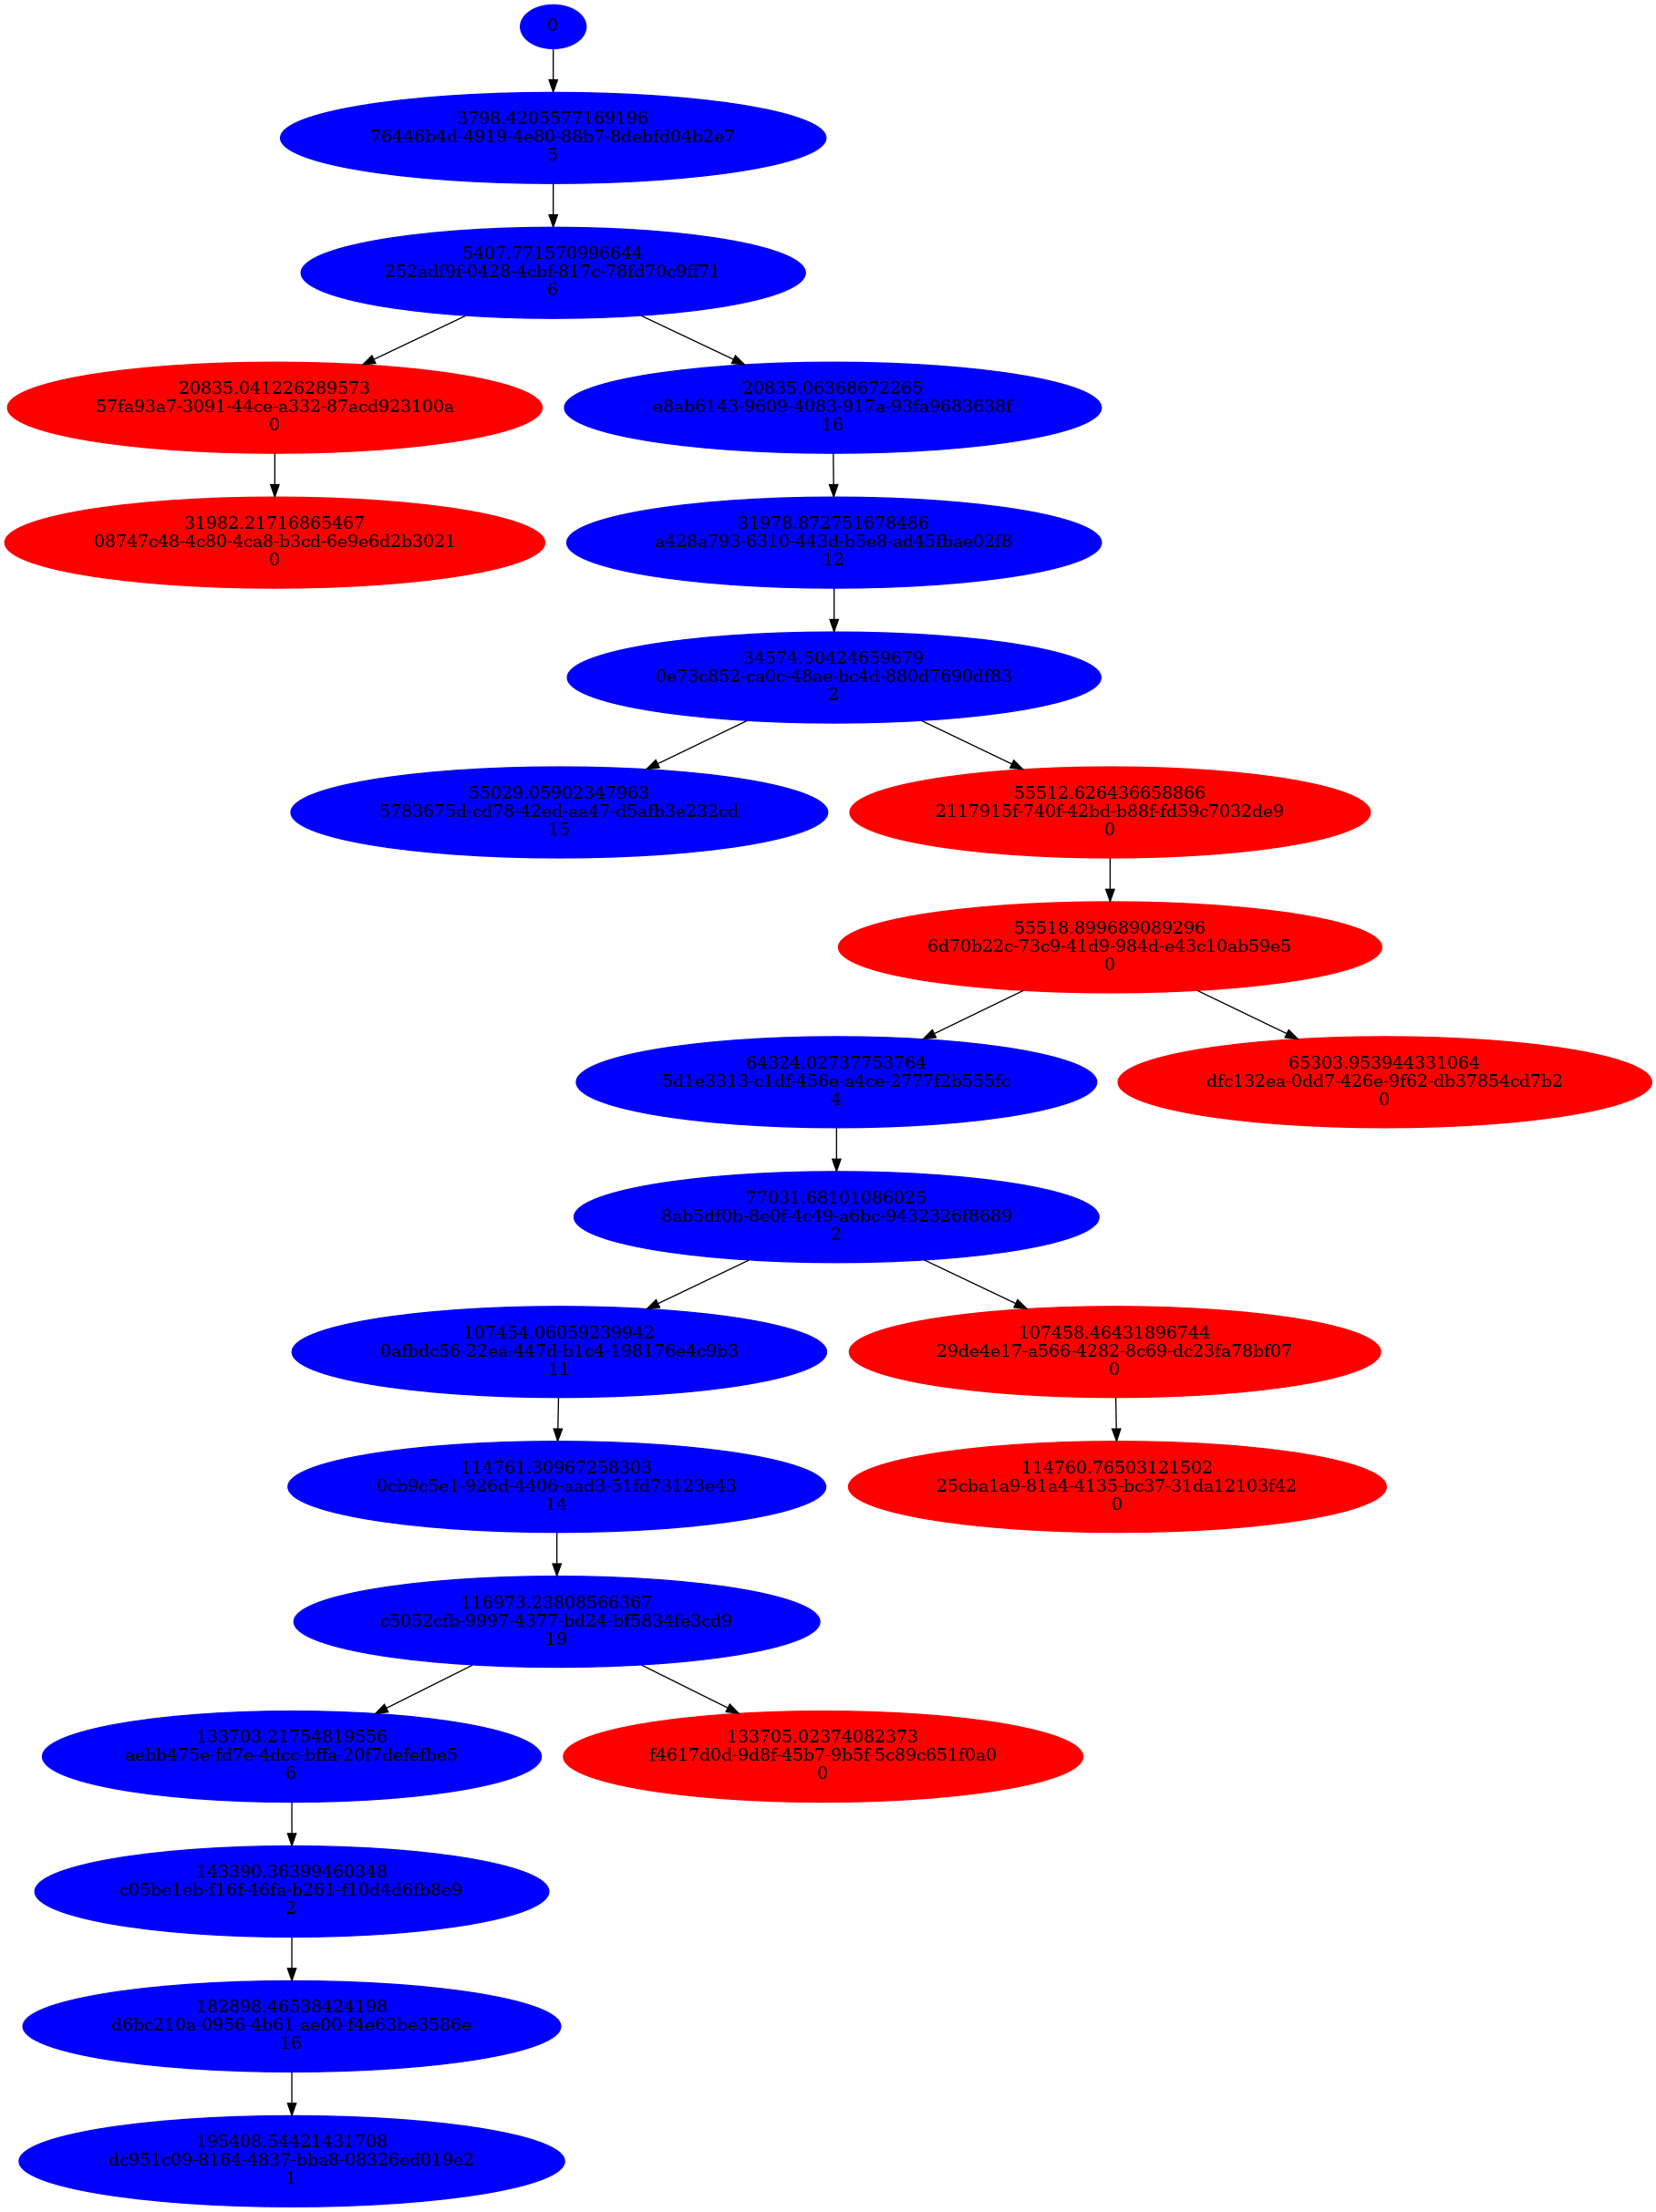 0
3798.4205577169196
76446b4d-4919-4e80-88b7-8debfd04b2e7
5
5407.771570996644
252adf9f-0428-4cbf-817c-78fd70c9ff71
6
20835.041226289573
57fa93a7-3091-44ce-a332-87acd923100a
0
20835.06368672265
e8ab6143-9609-4083-917a-93fa9683638f
16
31982.21716865467
08747c48-4c80-4ca8-b3cd-6e9e6d2b3021
0
31978.872751678486
a428a793-6310-443d-b5e8-ad45fbae02f8
12
34574.50424659679
0e73c852-ca0c-48ae-bc4d-880d7690df83
2
55029.05902347963
5783675d-cd78-42ed-aa47-d5afb3e232cd
15
55512.626436658866
2117915f-740f-42bd-b88f-fd59c7032de9
0
55518.899689089296
6d70b22c-73c9-41d9-984d-e43c10ab59e5
0
64324.02737753764
5d1e3313-c1df-456e-a4ce-2777f2b555fc
4
65303.953944331064
dfc132ea-0dd7-426e-9f62-db37854cd7b2
0
77031.68101086025
8ab5df0b-8e0f-4c49-a6bc-9432326f8689
2
107454.06059239942
0afbdc56-22ea-447d-b1c4-198176e4c9b3
11
107458.46431896744
29de4e17-a566-4282-8c69-dc23fa78bf07
0
114761.30967258303
0cb9c5e1-926d-4406-aad3-51fd73123e43
14
114760.76503121502
25cba1a9-81a4-4135-bc37-31da12103f42
0
116973.23808566367
c5052cfb-9997-4377-bd24-bf5834fe3cd9
19
133703.21754819556
aebb475e-fd7e-4dcc-bffa-20f7defefbe5
6
133705.02374082373
f4617d0d-9d8f-45b7-9b5f-5c89c651f0a0
0
143390.36399460348
c05be1eb-f16f-46fa-b261-f10d4d6fb8e9
2
182898.46538424198
d6bc210a-0956-4b61-ae00-f4e63be3586e
16
195408.54421431708
dc951c09-8164-4837-bba8-08326ed019e2
1